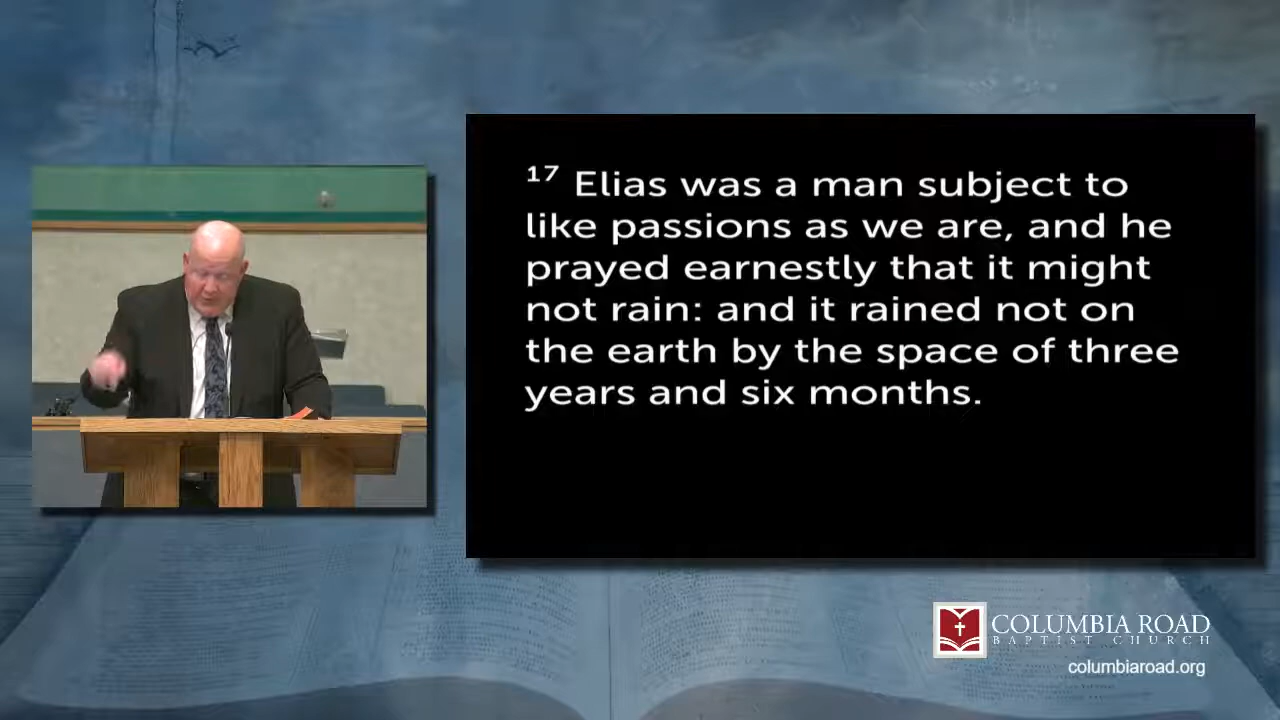 17 Elias was a man subject to
like passions as we are, and he
prayed earnestly that it might
not rain: and it rained not on
the earth by the space of three
years and six months.
COLUMBIA ROAD
BAPTIST CHURCH
columbiaroad.org